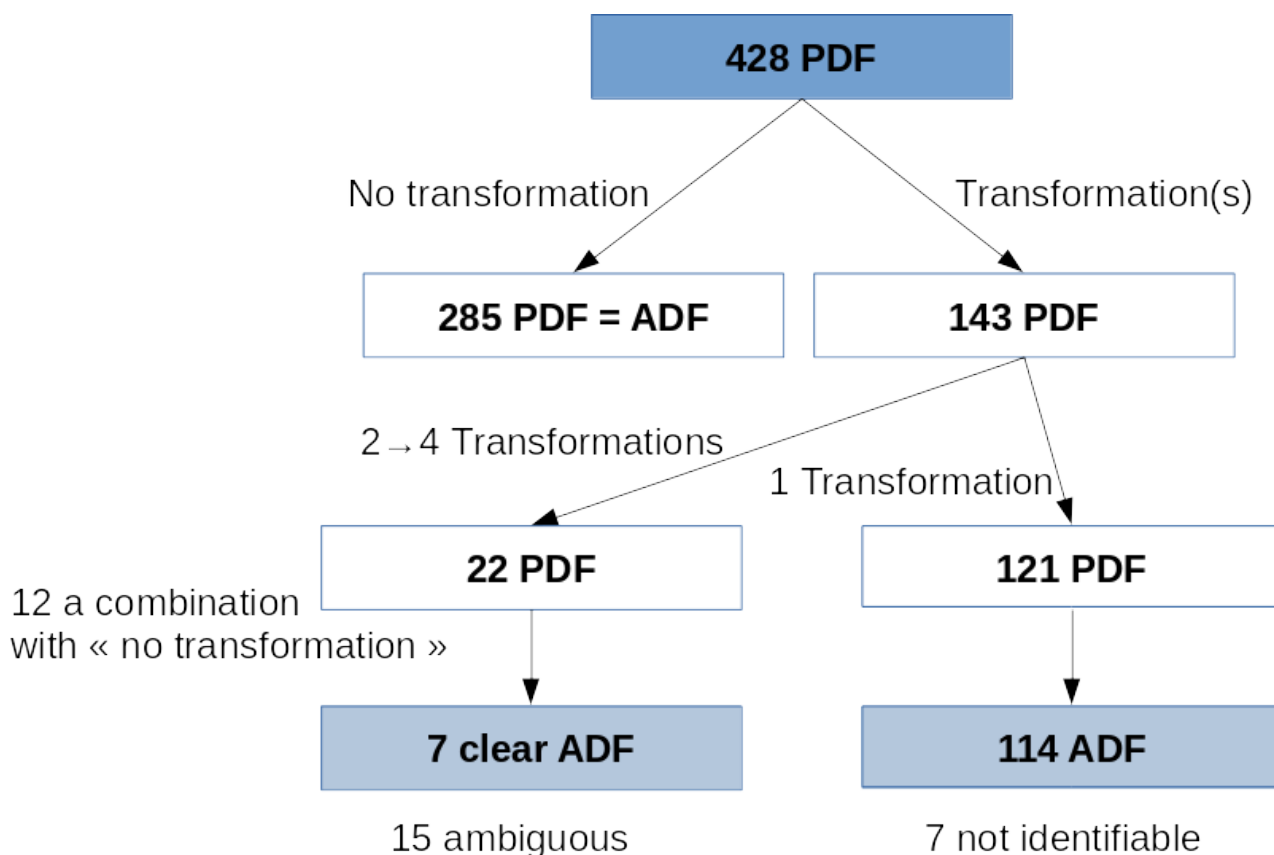 428 PDF
No transformation
Transformation(s)
285 PDF = ADF
143 PDF
2→4 Transformations
1 Transformation
22 PDF
121 PDF
12 a combination
with « no transformation »
7 clear ADF
114 ADF
15 ambiguous
7 not identifiable